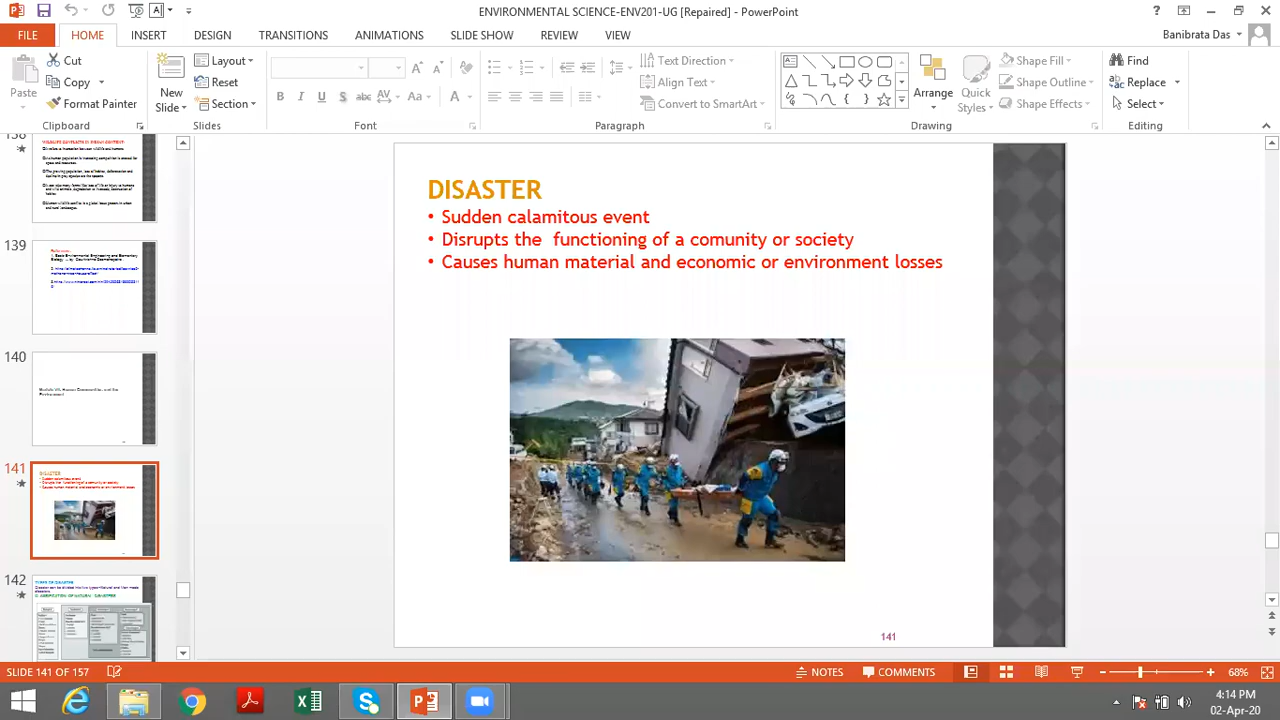 ENVIRONMENTAL SCIENCE-ENV201-UG [Repaired] - PowerPoint
FILE HOME INSERT DESIGN TRANSITIONS ANIMATIONS SLIDE SHOW REVIEW VIEW Banibrata Das
Paste
Cut
Copy
Format Painter
Clipboard
New Slide
Layout
Reset
Section
Slides
Font
Text Direction
Align Text
Convert to SmartArt
Paragraph
Arrange
Quick Styles
Shape Fill
Shape Outline
Shape Effects
Drawing
Find
Replace
Select
Editing
138
139
140
141
DISASTER
142
DISASTER
• Sudden calamitous event
• Disrupts the functioning of a comunity or society
• Causes human material and economic or environment losses
141
SLIDE 141 OF 157 NOTES COMMENTS 68%
4:14 PM
02-Apr-20